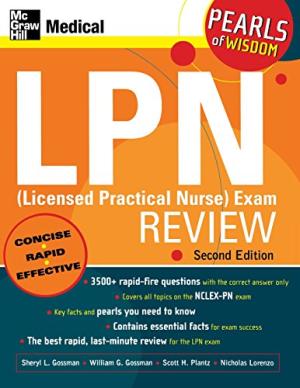 Mc
Graw
Hill
Medical
PEARLS
of WISDOM
LPN
(Licensed Practical Nurse) Exam
REVIEW
Second Edition
CONCISE
• RAPID •
EFFECTIVE
• 3500+ rapid-fire questions with the correct answer only
• Covers all topics on the NCLEX-PN exam
• Key facts and pearls you need to know
• Contains essential facts for exam success
• The best rapid, last-minute review for the LPN exam
Sheryl L. Gossman • William G. Gossman • Scott H. Plantz • Nicholas Lorenzo